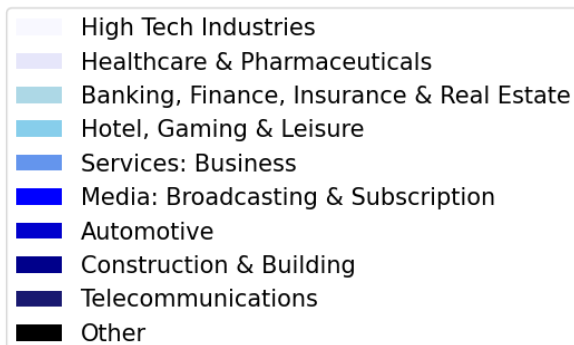 High Tech Industries
Healthcare & Pharmaceuticals
Banking, Finance, Insurance & Real Estate
Hotel, Gaming & Leisure
Services: Business
Media: Broadcasting & Subscription
Automotive
Construction & Building
Telecommunications
Other